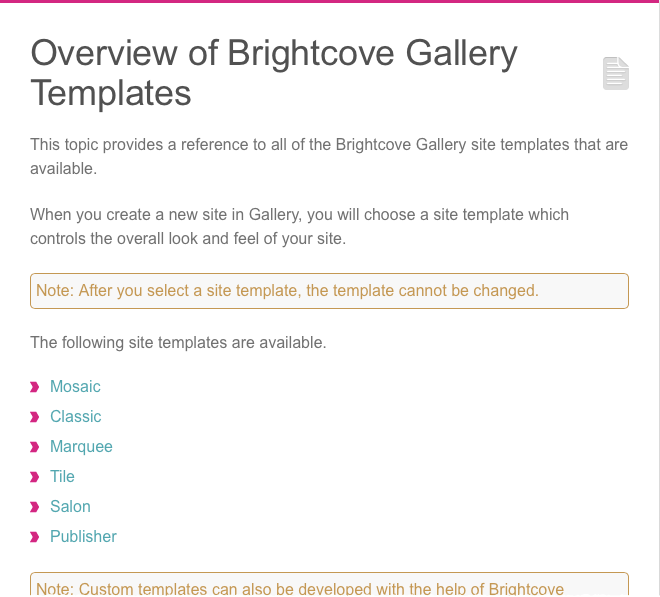 Overview of Brightcove Gallery
Templates
This topic provides a reference to all of the Brightcove Gallery site templates that are
available.
When you create a new site in Gallery, you will choose a site template which
controls the overall look and feel of your site.
Note: After you select a site template, the template cannot be changed.
The following site templates are available.
Mosaic
Classic
Marquee
Tile
Salon
Publisher
Note: Custom templates can also be developed with the help of Brightcove